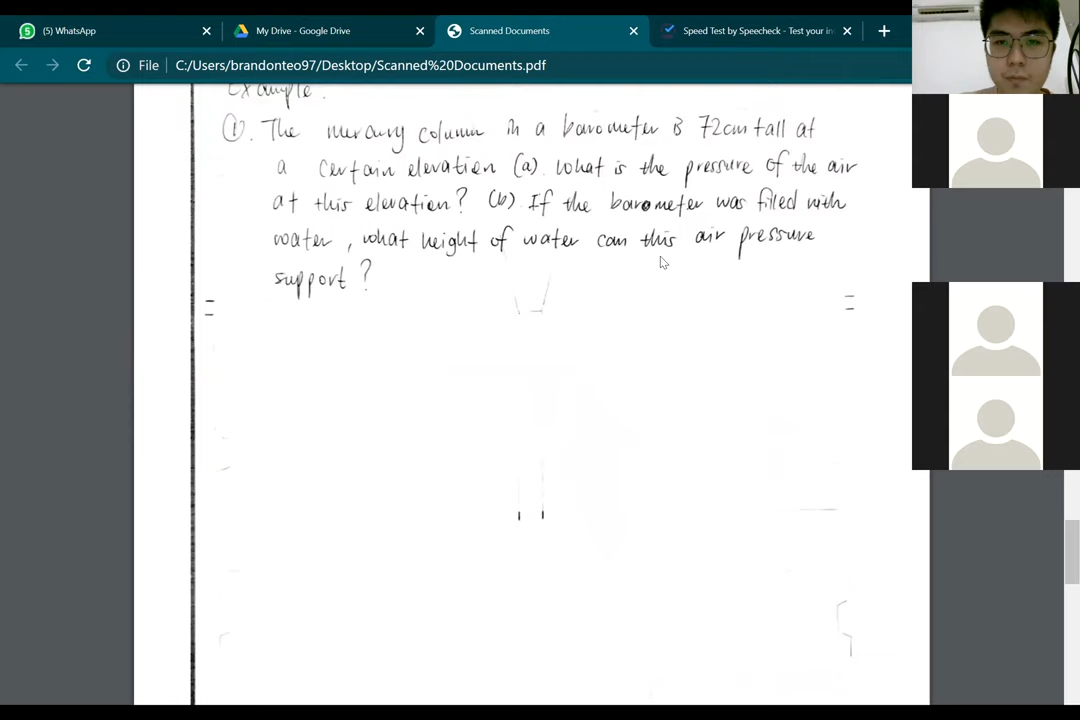 (5) WhatsApp
My Drive - Google Drive
Scanned Documents
Speed Test by Speecheck - Test your in
File
C:/Users/brandonteo97/Desktop/Scanned%20Documents.pdf
Example.
①. The mercury column in a barometer is 72cm tall at
a certain elevation (a). What is the pressure of the air
at this elevation? (b). If the barometer was filled with
water, what height of water can this air pressure
support?